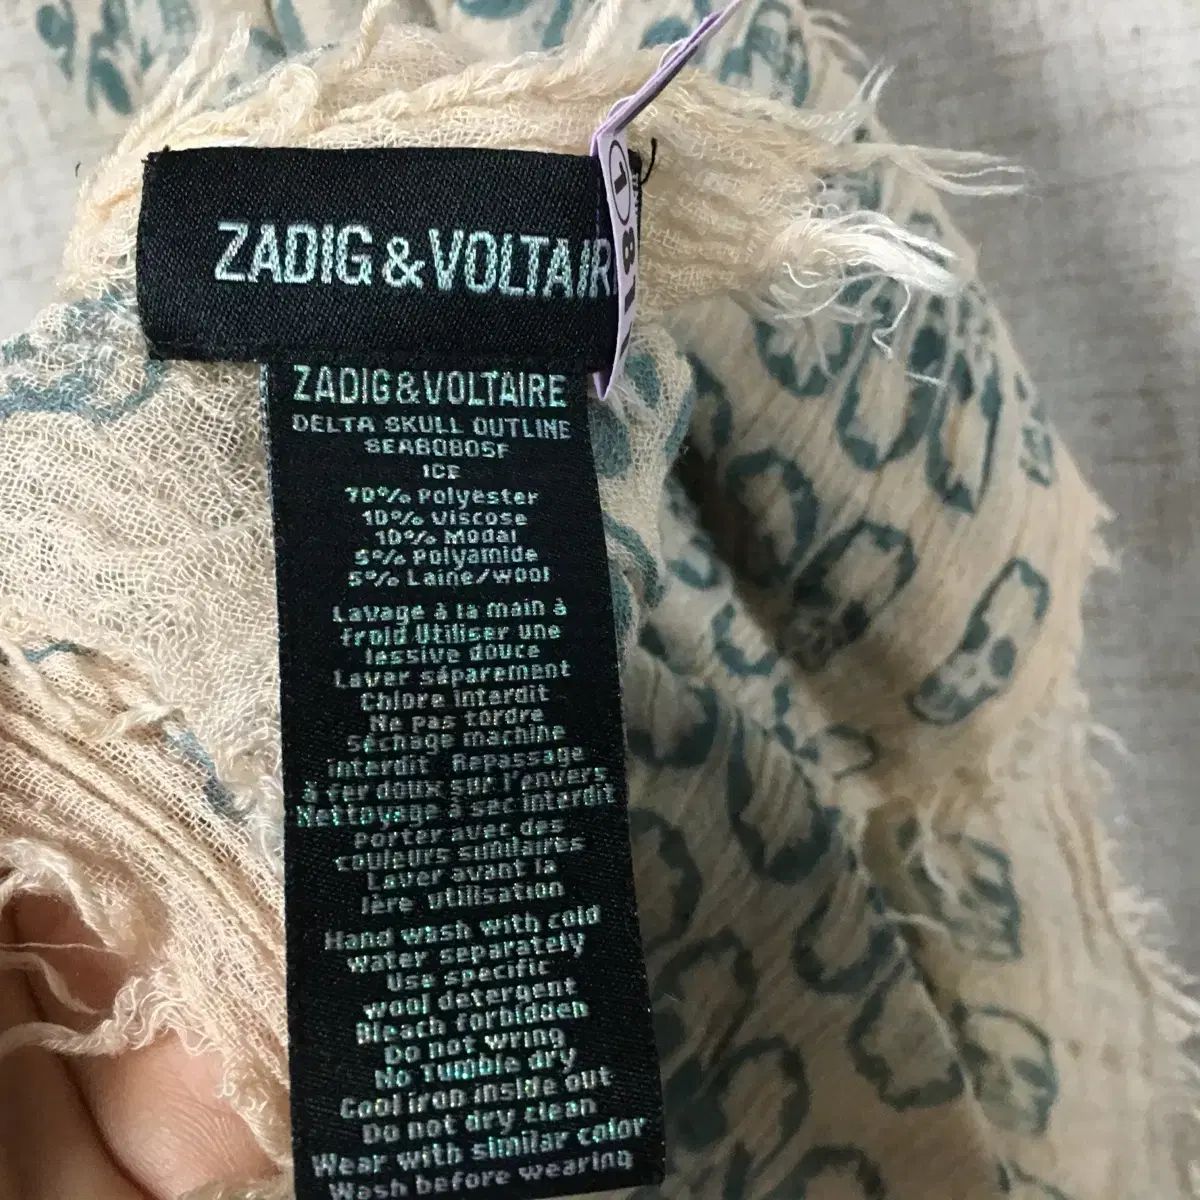 ZADIG&VOLTAIR
ZADIG&VOLTAIRE
DELTA SKULL OUTLINE
SEAB0805F
ICE
70% Polyester
10% Viscose
10% Modal
5% Polyamide
5% Laine/wool
Lavage à la main à
froid Utiliser une
lessive douce
Laver séparement
Chlore Interdit
Ne pas tordre
Séchage machine
interdit Repassage
à fer doux sur l'envers
Nettoyage à sec interdit
Porter avec des
couleurs similaires
Laver avant la
1ère utilisation
Hand wash with cold
water separately
Use specific
wool detergent
Bleach forbidden
Do not wring
No Tumble dry
Cool iron inside out
Do not dry clean
Wear with similar color
Wash before wearing